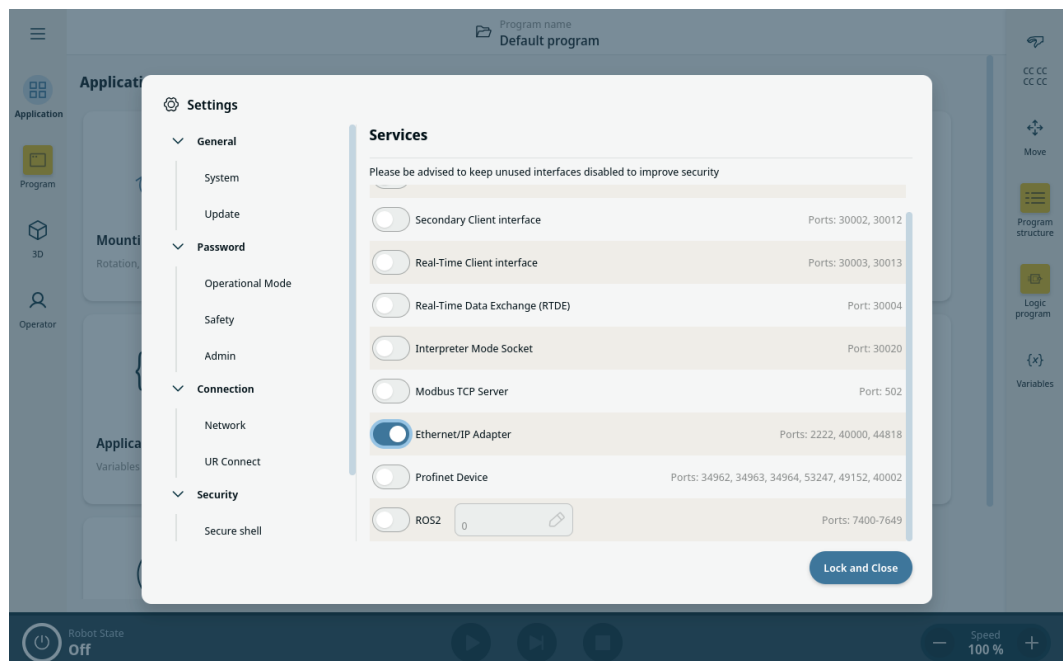 Program name
Default program
Applicati
Application
Program
3D
Operator
Mounti
Rotation,
Applica
Variables
Settings
General
System
Update
Password
Operational Mode
Safety
Admin
Connection
Network
UR Connect
Security
Secure shell
Services
Please be advised to keep unused interfaces disabled to improve security
Secondary Client interface Ports: 30002, 30012
Real-Time Client interface Ports: 30003, 30013
Real-Time Data Exchange (RTDE) Port: 30004
Interpreter Mode Socket Port: 30020
Modbus TCP Server Port: 502
Ethernet/IP Adapter Ports: 2222, 40000, 44818
Profinet Device Ports: 34962, 34963, 34964, 53247, 49152, 40002
ROS2 0 Ports: 7400-7649
Lock and Close
CC CC
CC CC
Move
Program
structure
Logic
program
{x}
Variables
Robot State
Off
Speed
100 %